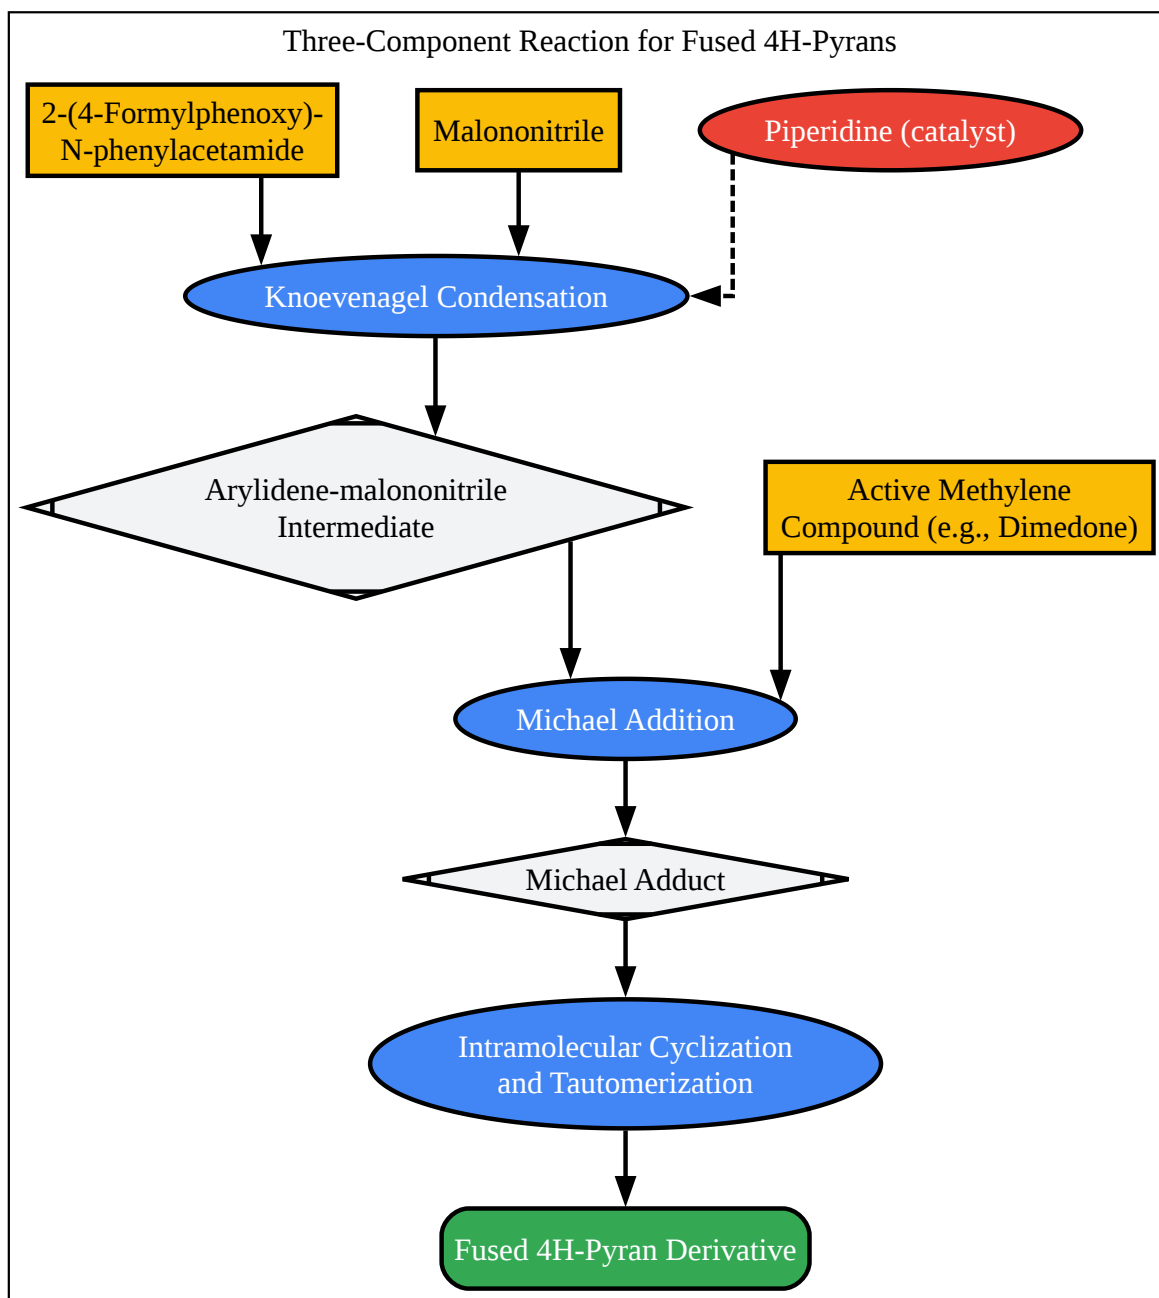 Three-Component Reaction for Fused 4H-Pyrans
2-(4-Formylphenoxy)-
N-phenylacetamide
Malononitrile
Piperidine (catalyst)
Knoevenagel Condensation
Arylidene-malononitrile
Intermediate
Active Methylene
Compound (e.g., Dimedone)
Michael Addition
Michael Adduct
Intramolecular Cyclization
and Tautomerization
Fused 4H-Pyran Derivative